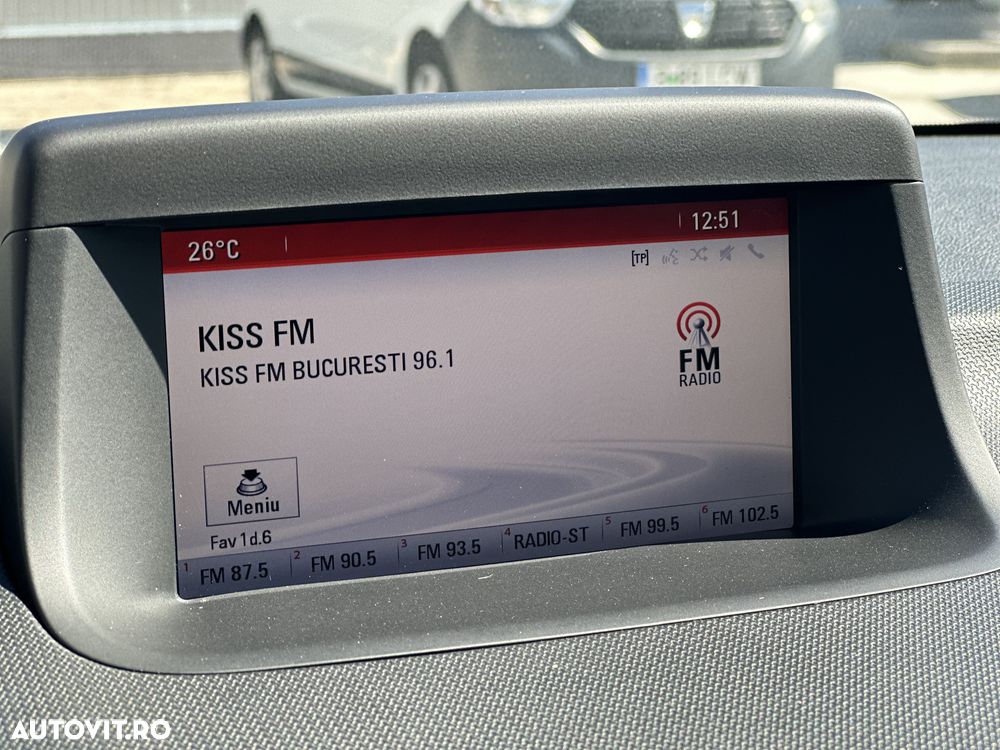 26°C
12:51
[TP]
KISS FM
KISS FM BUCURESTI 96.1
FM
RADIO
Meniu
Fav 1 d.6
1 FM 87.5
2 FM 90.5
3 FM 93.5
4 RADIO-ST
5 FM 99.5
6 FM 102.5
AUTOVIT.RO